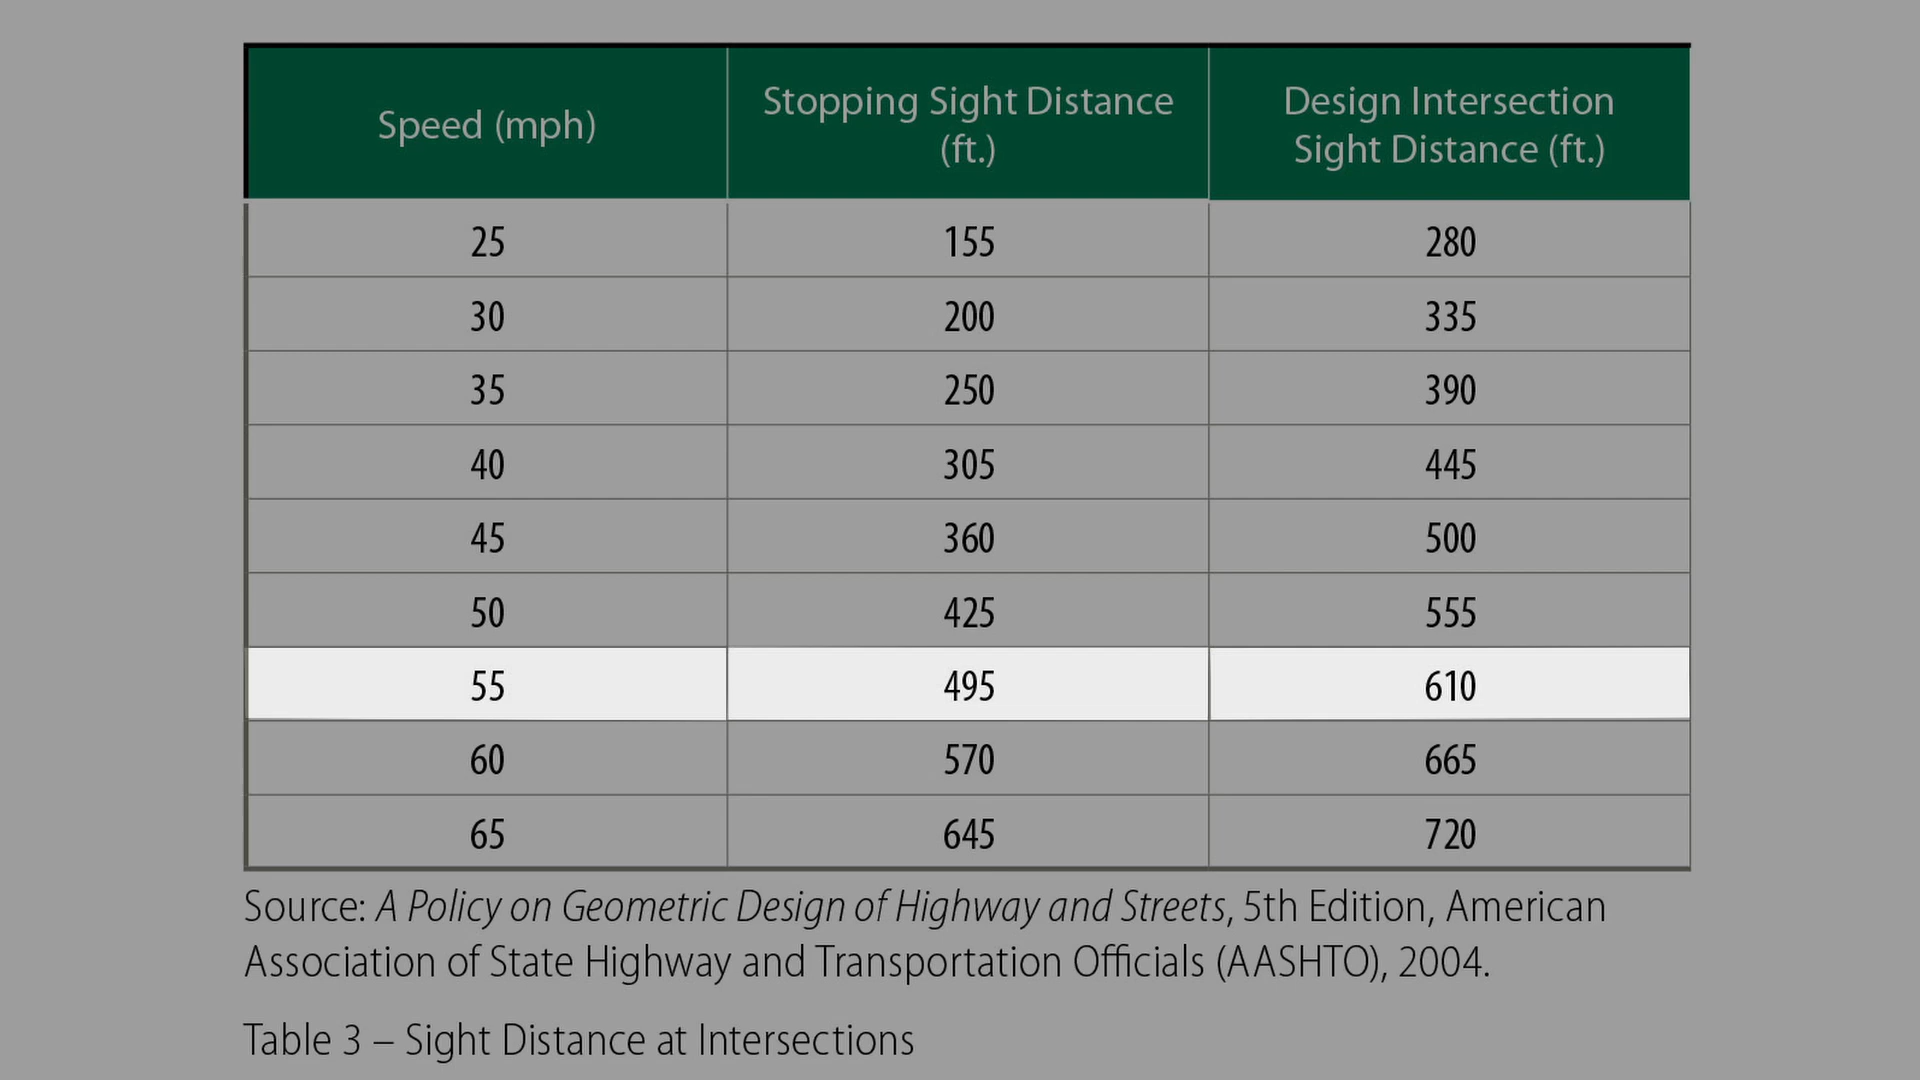 Speed (mph) Stopping Sight Distance (ft.) Design Intersection Sight Distance (ft.)
25 155 280
30 200 335
35 250 390
40 305 445
45 360 500
50 425 555
55 495 610
60 570 665
65 645 720
Source: A Policy on Geometric Design of Highway and Streets, 5th Edition, American
Association of State Highway and Transportation Officials (AASHTO), 2004.
Table 3 – Sight Distance at Intersections